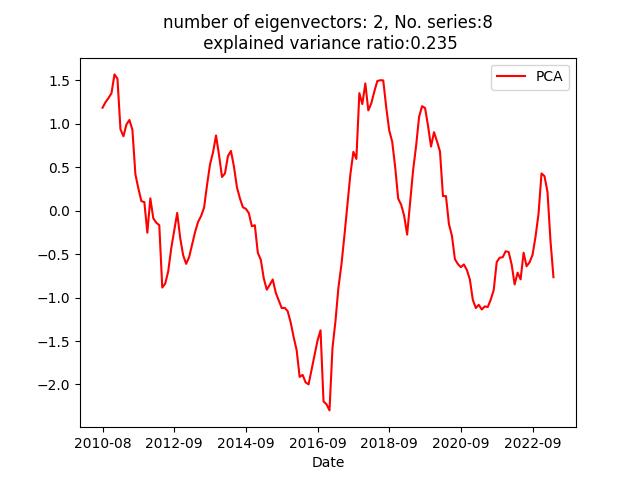 number of eigenvectors: 2, No. series:8
explained variance ratio:0.235
PCA
1.5
1.0
0.5
0.0
−0.5
−1.0
−1.5
−2.0
2010-08 2012-09 2014-09 2016-09 2018-09 2020-09 2022-09
Date